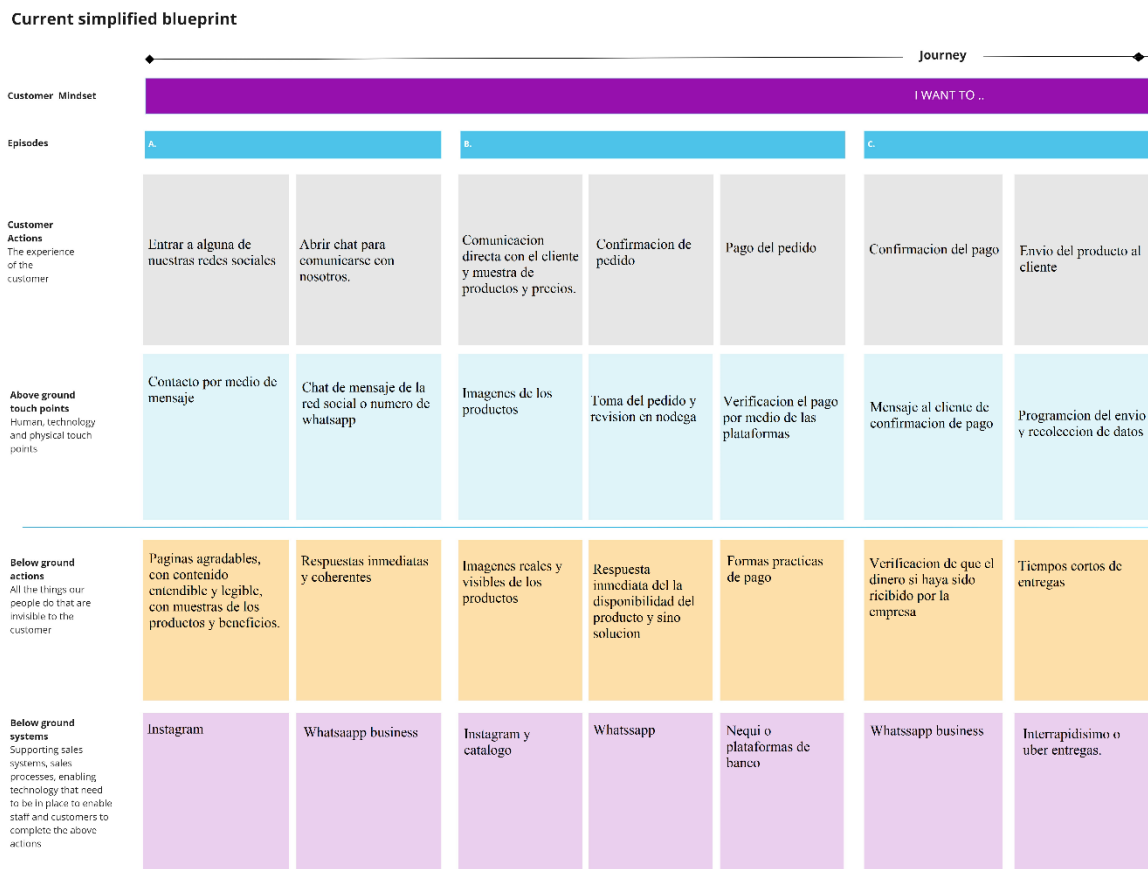 Current simplified blueprint
Journey
Customer Mindset
I WANT TO ..
Episodes
A.
B.
C.
Customer
Actions
The experience
of the
customer
Entrar a alguna de
nuestras redes sociales
Abrir chat para
comunicarse con
nosotros.
Comunicacion
directa con el cliente
y muestra de
productos y precios.
Confirmacion de
pedido
Pago del pedido
Confirmacion del pago
Envio del producto al
cliente
Above ground
touch points
Human, technology
and physical touch
points
Contacto por medio de
mensaje
Chat de mensaje de la
red social o numero de
whatsapp
Imagenes de los
productos
Toma del pedido y
revision en nodega
Verificacion el pago
por medio de las
plataformas
Mensaje al cliente de
confirmacion de pago
Programcion del envio
y recoleccion de datos
Below ground
actions
All the things our
people do that are
invisible to the
customer
Paginas agradables,
con contenido
entendible y legible,
con muestras de los
productos y beneficios.
Respuestas inmediatas
y coherentes
Imagenes reales y
visibles de los
productos
Respuesta
inmediata del la
disponibilidad del
producto y sino
solucion
Formas practicas
de pago
Verificacion de que el
dinero si haya sido
ricibido por la
empresa
Tiempos cortos de
entregas
Below ground
systems
Supporting sales
systems, sales
processes, enabling
technology that need
to be in place to enable
staff and customers to
complete the above
actions
Instagram
Whatsaapp business
Instagram y
catalogo
Whatssapp
Nequi o
plataformas de
banco
Whatssapp business
Interrapidisimo o
uber entregas.